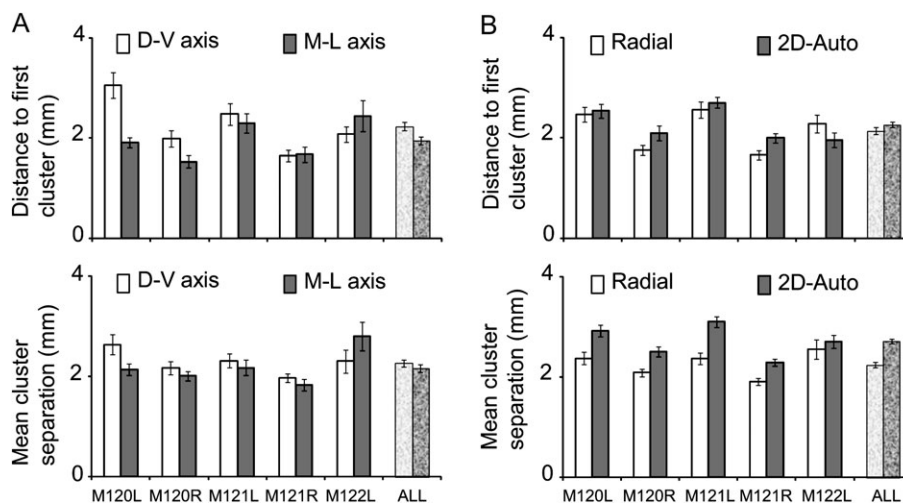 A
D-V axis M-L axis
Distance to first
cluster (mm)
4
2
0
B
Radial 2D-Auto
Distance to first
cluster (mm)
4
2
0
D-V axis M-L axis
Mean cluster
separation (mm)
4
2
0
M120L M120R M121L M121R M122L ALL
Radial 2D-Auto
Mean cluster
separation (mm)
4
2
0
M120L M120R M121L M121R M122L ALL